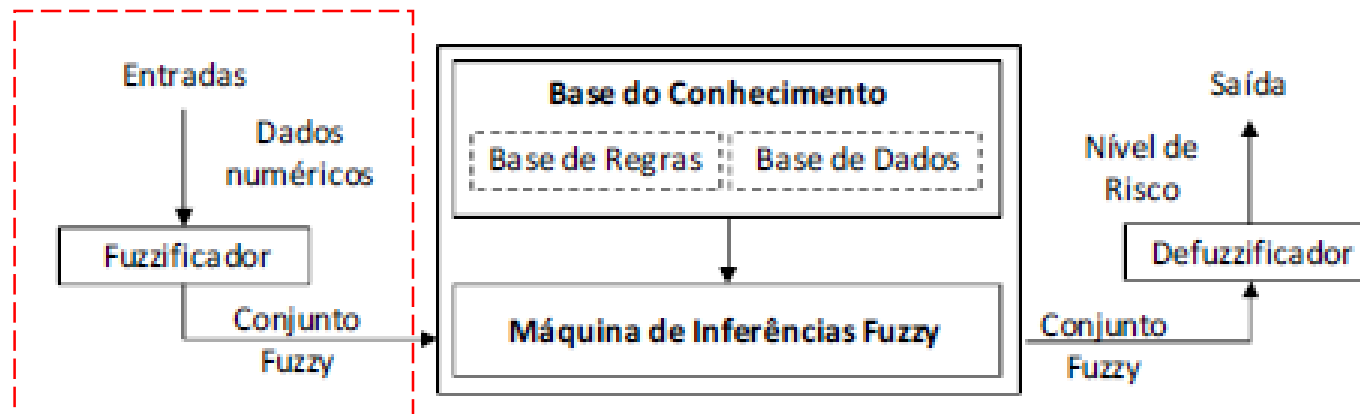 Entradas
Dados
numéricos
Fuzzificador
Conjunto
Fuzzy
Base do Conhecimento
Base de Regras
Base de Dados
Máquina de Inferências Fuzzy
Saída
Nível de
Risco
Defuzzificador
Conjunto
Fuzzy